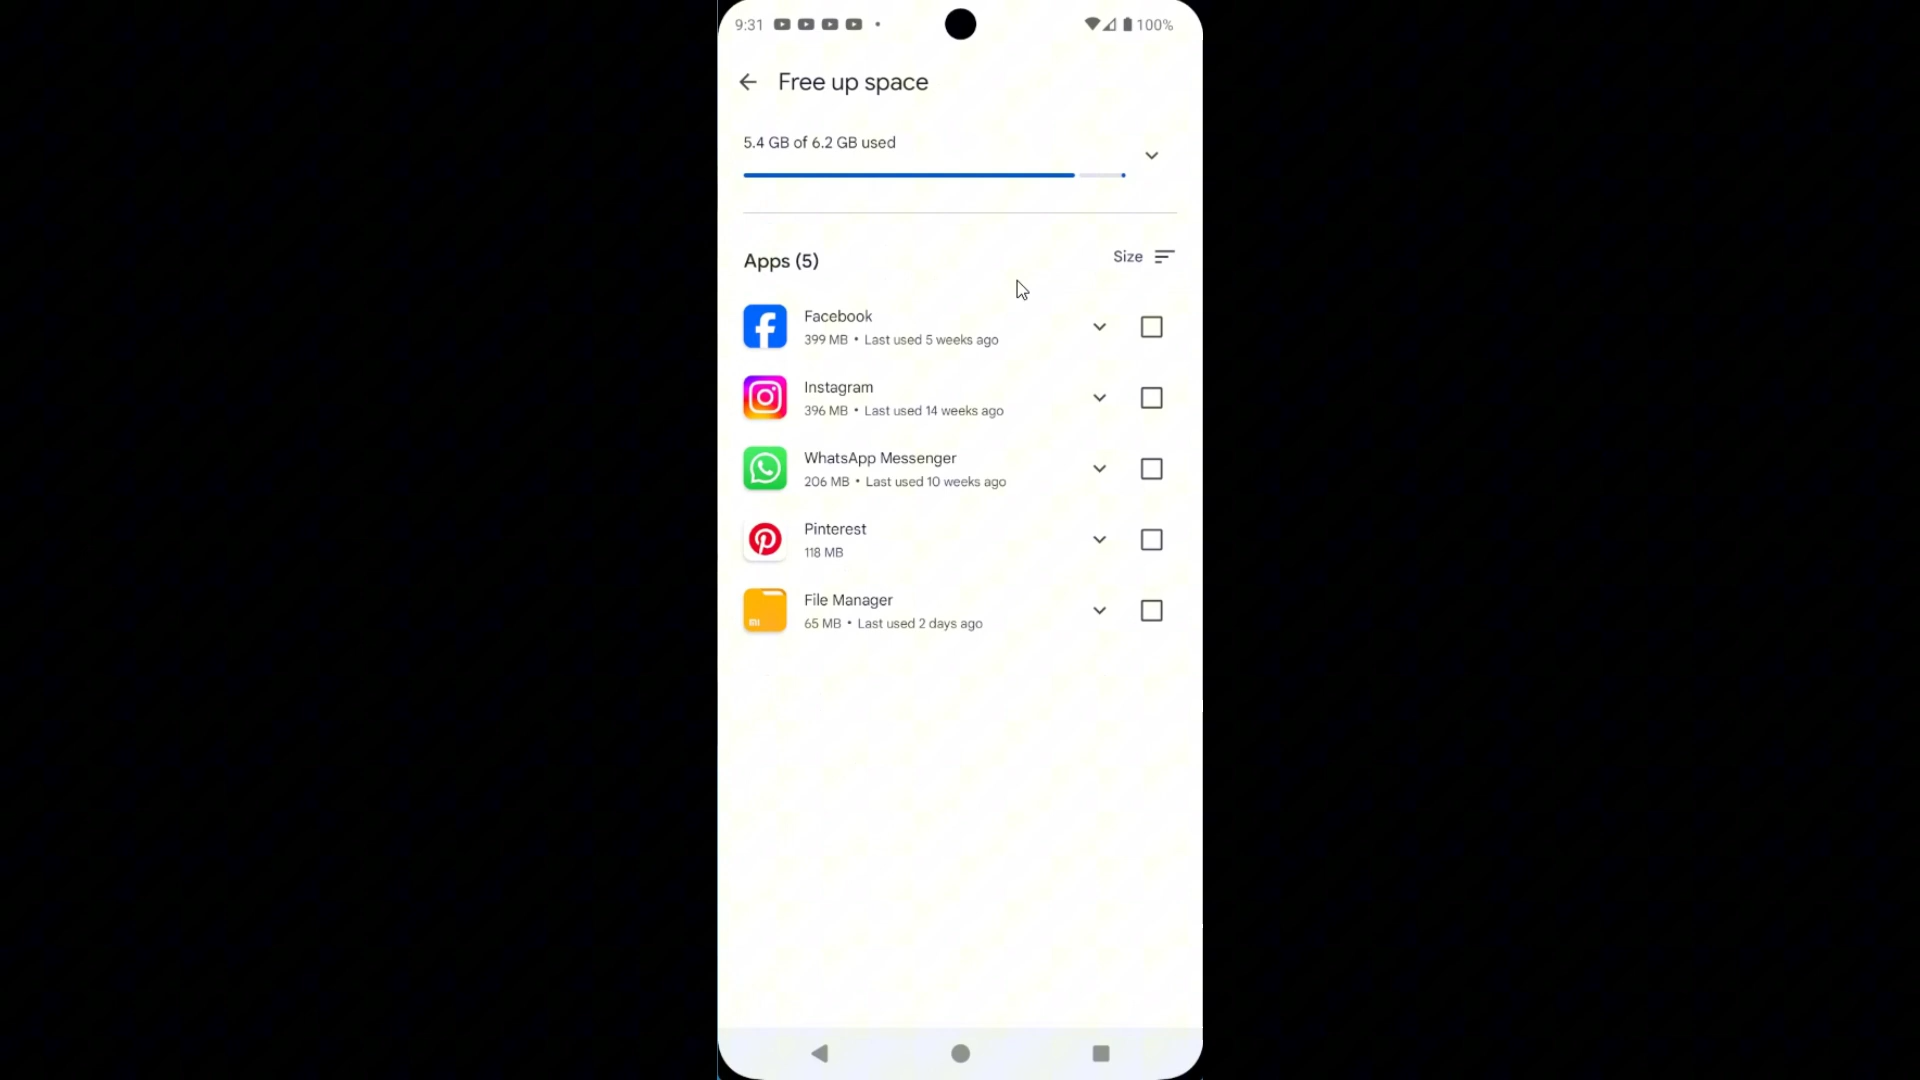 9:31
100%
Free up space
5.4 GB of 6.2 GB used
Apps (5)
Size
Facebook
399 MB • Last used 5 weeks ago
Instagram
396 MB • Last used 14 weeks ago
WhatsApp Messenger
206 MB • Last used 10 weeks ago
Pinterest
118 MB
File Manager
65 MB • Last used 2 days ago
mi